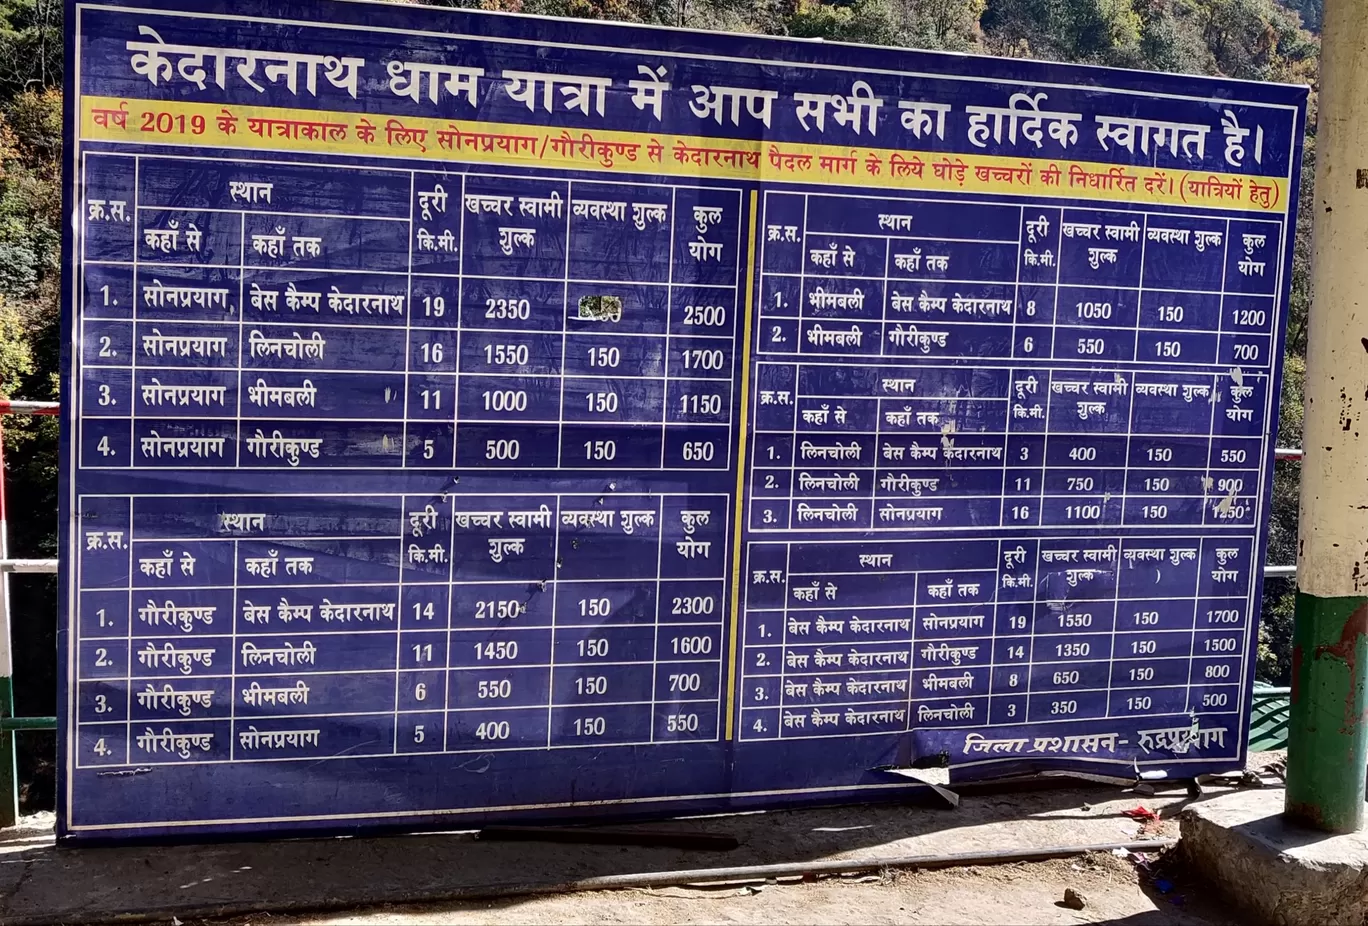 केदारनाथ धाम यात्रा में आप सभी का हार्दिक स्वागत है।
वर्ष 2019 के यात्राकाल के लिए सोनप्रयाग/गौरीकुण्ड से केदारनाथ पैदल मार्ग के लिये घोड़े खच्चरों की निर्धारित दरें। (यात्रियों हेतु)
क्र.स. स्थान दूरी कि.मी. खच्चर स्वामी शुल्क व्यवस्था शुल्क कुल योग
कहाँ से कहाँ तक
1. सोनप्रयाग बेस कैम्प केदारनाथ 19 2350 2500
2. सोनप्रयाग लिनचोली 16 1550 150 1700
3. सोनप्रयाग भीमबली 11 1000 150 1150
4. सोनप्रयाग गौरीकुण्ड 5 500 150 650
क्र.स. स्थान दूरी कि.मी. खच्चर स्वामी शुल्क व्यवस्था शुल्क कुल योग
कहाँ से कहाँ तक
1. गौरीकुण्ड बेस कैम्प केदारनाथ 14 2150 150 2300
2. गौरीकुण्ड लिनचोली 11 1450 150 1600
3. गौरीकुण्ड भीमबली 6 550 150 700
4. गौरीकुण्ड सोनप्रयाग 5 400 150 550
क्र.स. स्थान दूरी कि.मी. खच्चर स्वामी शुल्क व्यवस्था शुल्क कुल योग
कहाँ से कहाँ तक
1. भीमबली बेस कैम्प केदारनाथ 8 1050 150 1200
2. भीमबली गौरीकुण्ड 6 550 150 700
क्र.स. स्थान दूरी कि.मी. खच्चर स्वामी शुल्क व्यवस्था शुल्क कुल योग
कहाँ से कहाँ तक
1. लिनचोली बेस कैम्प केदारनाथ 3 400 150 550
2. लिनचोली गौरीकुण्ड 11 750 150 900
3. लिनचोली सोनप्रयाग 16 1100 150 1250
क्र.स. स्थान दूरी कि.मी. खच्चर स्वामी शुल्क व्यवस्था शुल्क ) कुल योग
कहाँ से कहाँ तक
1. बेस कैम्प केदारनाथ सोनप्रयाग 19 1550 150 1700
2. बेस कैम्प केदारनाथ गौरीकुण्ड 14 1350 150 1500
3. बेस कैम्प केदारनाथ भीमबली 8 650 150 800
4. बेस कैम्प केदारनाथ लिनचोली 3 350 150 500
जिला प्रशासन- रुद्रप्रयाग